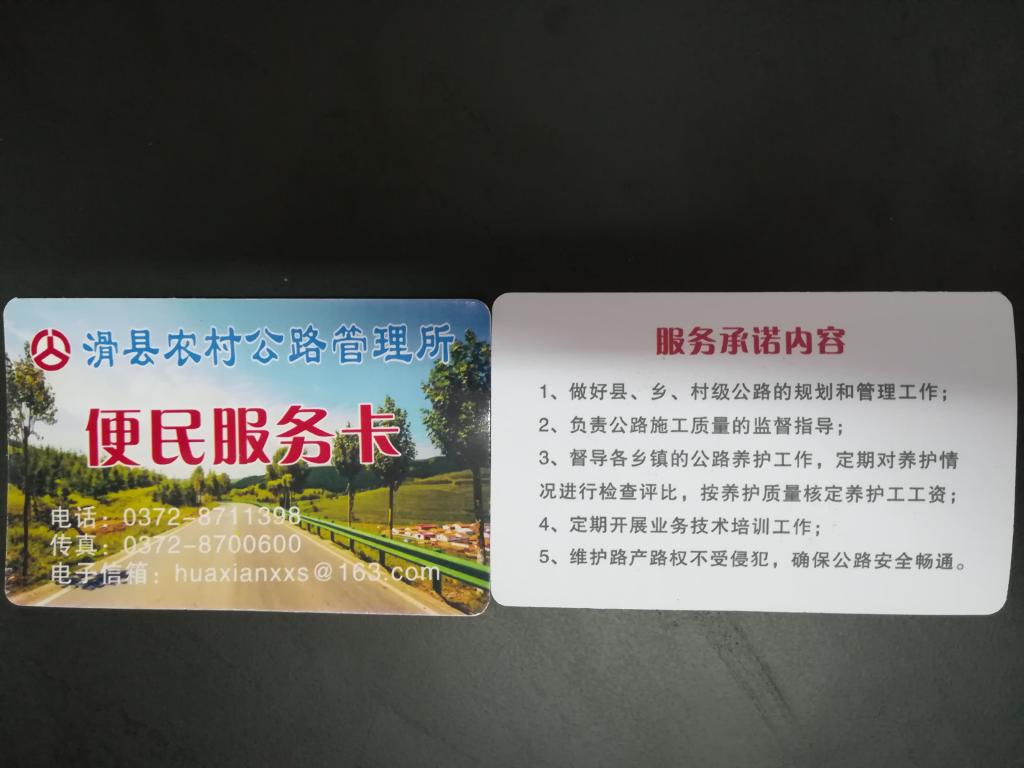 滑县农村公路管理所
便民服务卡
电话：0372-8711398
传真：0372-8700600
电子信箱：huaxianxxs@163.com
服务承诺内容
1、做好县、乡、村级公路的规划和管理工作；
2、负责公路施工质量的监督指导；
3、督导各乡镇的公路养护工作，定期对养护情
况进行检查评比，按养护质量核定养护工工资；
4、定期开展业务技术培训工作；
5、维护路产路权不受侵犯，确保公路安全畅通。